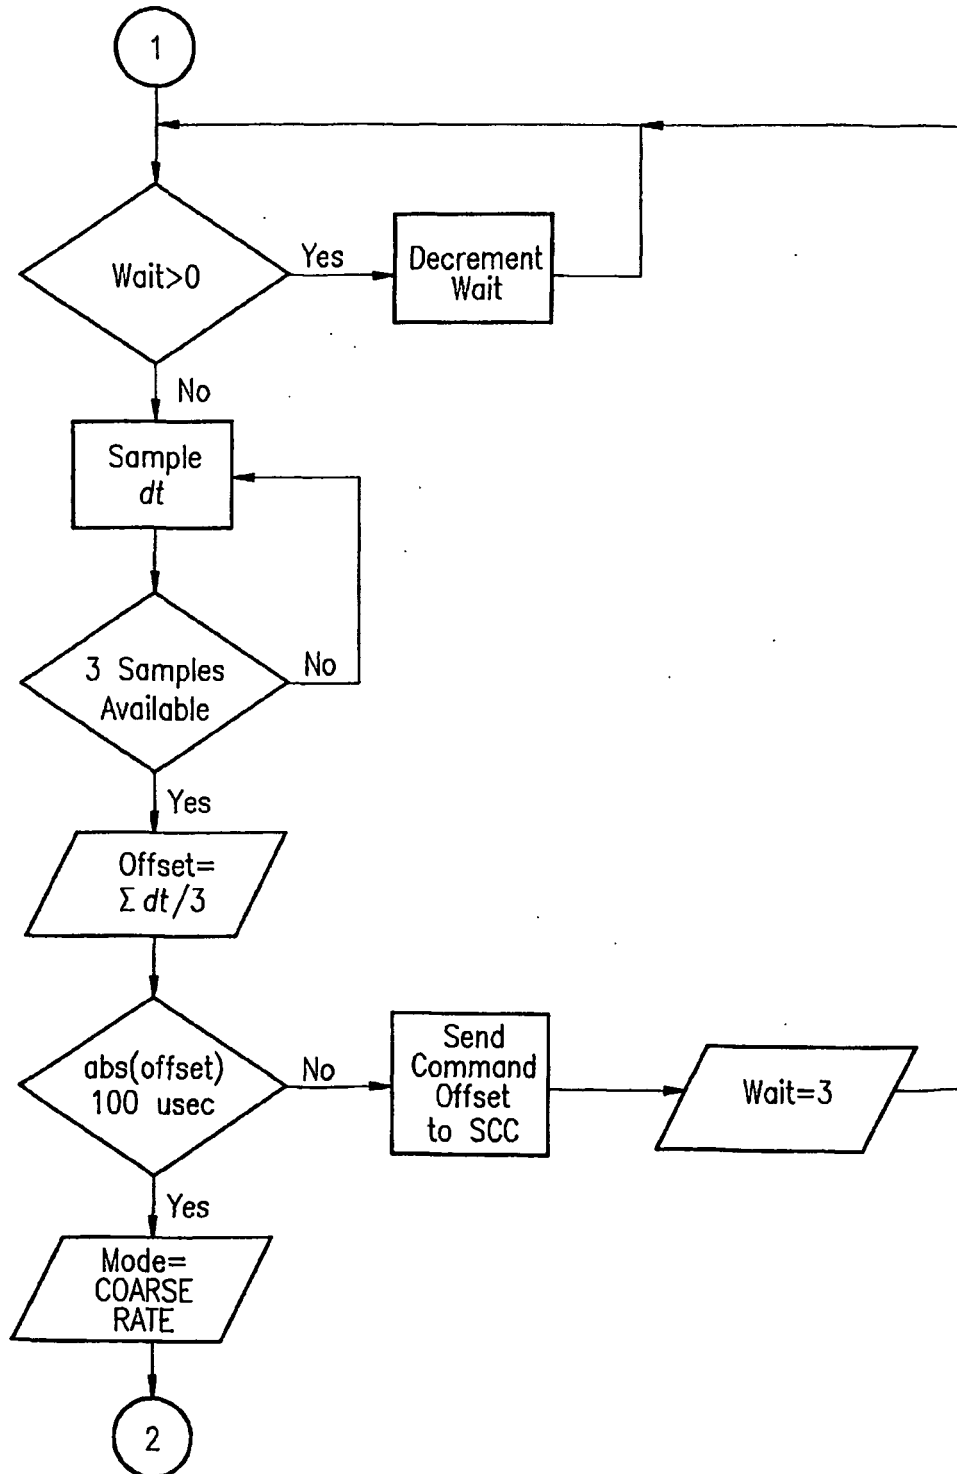 1
Wait>0
Yes
Decrement
Wait
No
Sample
dt
3 Samples
Available
No
Yes
Offset=
Σ dt/3
abs(offset)
100 usec
No
Send
Command
Offset
to SCC
Wait=3
Yes
Mode=
COARSE
RATE
2